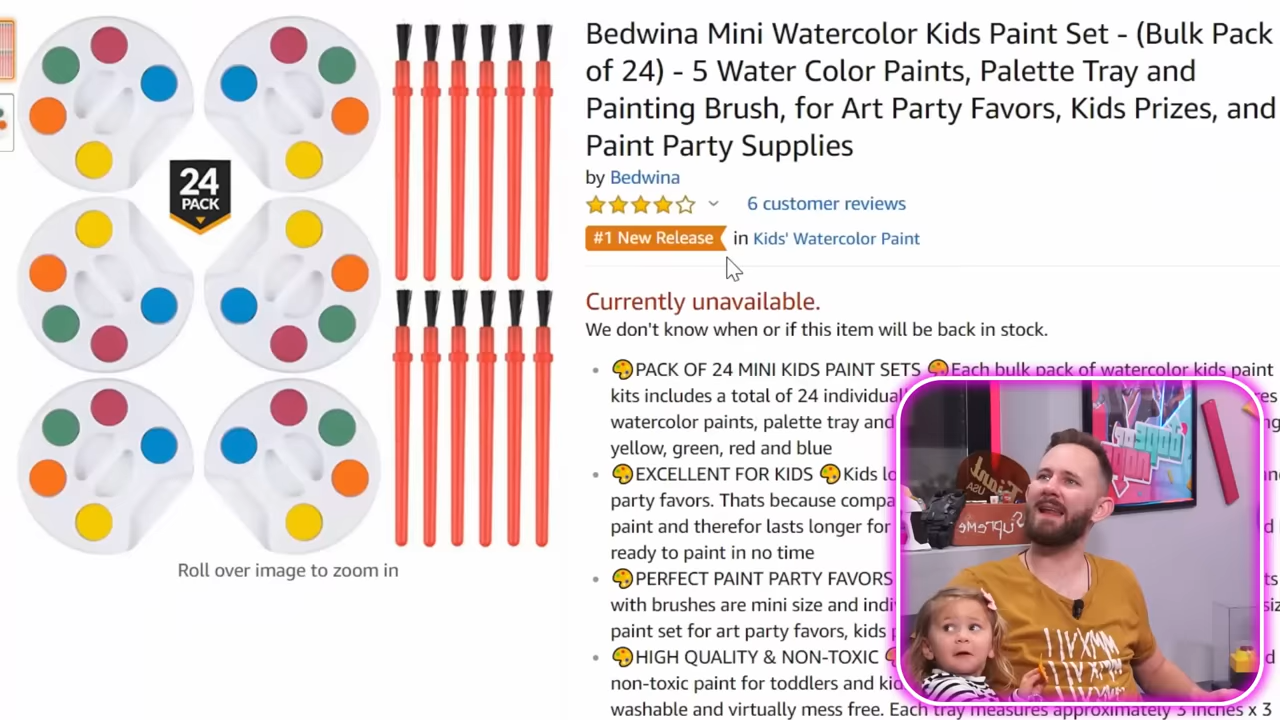 24
PACK
Roll over image to zoom in
Bedwina Mini Watercolor Kids Paint Set - (Bulk Pack
of 24) - 5 Water Color Paints, Palette Tray and
Painting Brush, for Art Party Favors, Kids Prizes, and
Paint Party Supplies
by Bedwina
6 customer reviews
#1 New Release in Kids' Watercolor Paint
Currently unavailable.
We don't know when or if this item will be back in stock.
PACK OF 24 MINI KIDS PAINT SETS Each bulk pack of watercolor kids paint
kits includes a total of 24 individual
watercolor paints, palette tray and
yellow, green, red and blue
EXCELLENT FOR KIDS Kids
party favors. Thats because
paint and therefor lasts longer for
ready to paint in no time
PERFECT PAINT PARTY FAVORS
with brushes are mini size and
paint set for art party favors, kids
HIGH QUALITY & NON-TOXIC
non-toxic paint for toddlers and
washable and virtually mess free. Each tray measures approximately 3 inches x 3
Supreme
USA